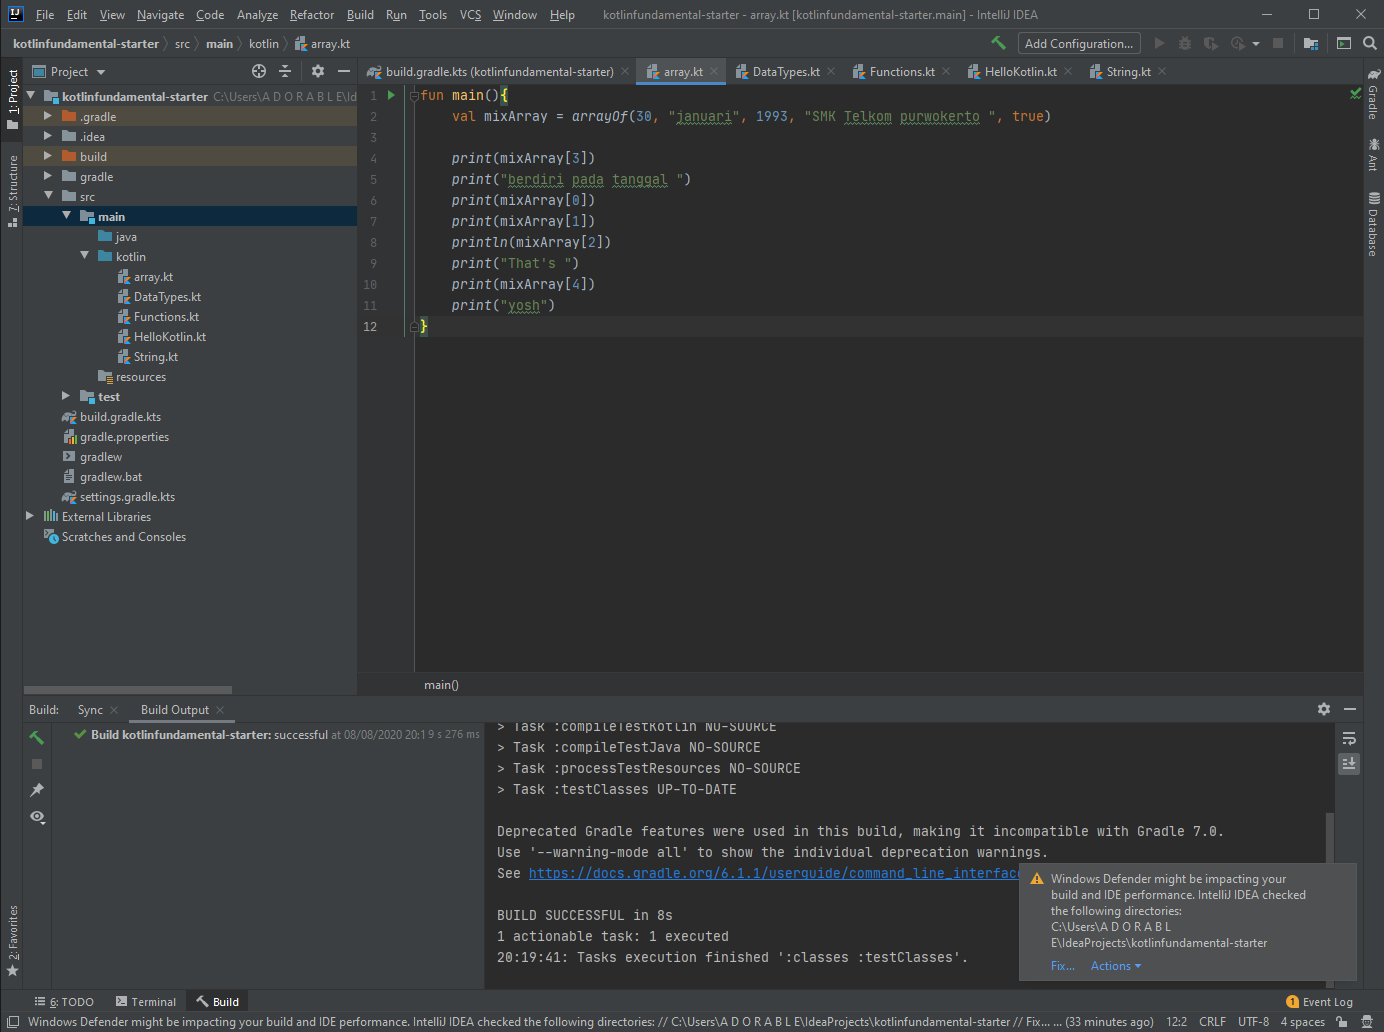 IJ File Edit View Navigate Code Analyze Refactor Build Run Tools VCS Window Help kotlinfundamental-starter - array.kt [kotlinfundamental-starter.main] - IntelliJ IDEA
kotlinfundamental-starter src main kotlin array.kt Add Configuration...
Project
build.gradle.kts (kotlinfundamental-starter) array.kt DataTypes.kt Functions.kt HelloKotlin.kt String.kt
1: Project
7: Structure
2: Favorites
kotlinfundamental-starter C:\Users\A D O R A B L E\Id
.gradle
.idea
build
gradle
src
main
java
kotlin
array.kt
DataTypes.kt
Functions.kt
HelloKotlin.kt
String.kt
resources
test
build.gradle.kts
gradle.properties
gradlew
gradlew.bat
settings.gradle.kts
External Libraries
Scratches and Consoles
1 fun main(){
2 val mixArray = arrayOf(30, "januari", 1993, "SMK Telkom purwokerto ", true)
3
4 print(mixArray[3])
5 print("berdiri pada tanggal ")
6 print(mixArray[0])
7 print(mixArray[1])
8 println(mixArray[2])
9 print("That's ")
10 print(mixArray[4])
11 print("yosh")
12 }
main()
Gradle
Ant
Database
Build: Sync Build Output
Build kotlinfundamental-starter: successful at 08/08/2020 20:19 s 276 ms
> Task :compileTestKotlin NO-SOURCE
> Task :compileTestJava NO-SOURCE
> Task :processTestResources NO-SOURCE
> Task :testClasses UP-TO-DATE
Deprecated Gradle features were used in this build, making it incompatible with Gradle 7.0.
Use '--warning-mode all' to show the individual deprecation warnings.
See https://docs.gradle.org/6.1.1/userguide/command_line_interface
BUILD SUCCESSFUL in 8s
1 actionable task: 1 executed
20:19:41: Tasks execution finished ':classes :testClasses'.
Windows Defender might be impacting your
build and IDE performance. IntelliJ IDEA checked
the following directories:
C:\Users\A D O R A B L
E\IdeaProjects\kotlinfundamental-starter
Fix... Actions
6: TODO Terminal Build 1 Event Log
Windows Defender might be impacting your build and IDE performance. IntelliJ IDEA checked the following directories: // C:\Users\A D O R A B L E\IdeaProjects\kotlinfundamental-starter // Fix... ... (33 minutes ago) 12:2 CRLF UTF-8 4 spaces